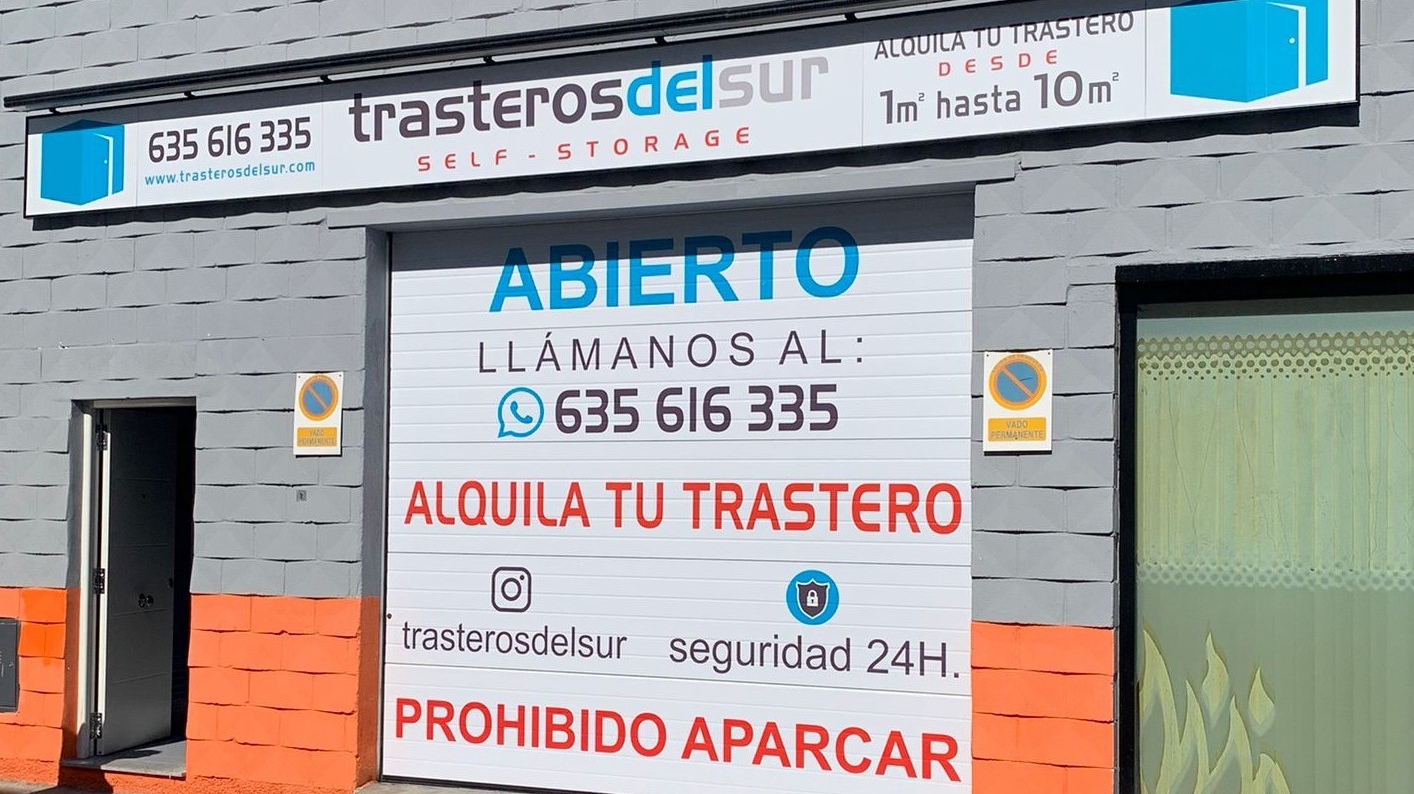 635 616 335
www.trasterosdelsur.com
trasterosdelsur
SELF-STORAGE
ALQUILA TU TRASTERO
DESDE
1m² hasta 10m²
ABIERTO
LLÁMANOS AL:
635 616 335
ALQUILA TU TRASTERO
trasterosdelsur
seguridad 24H.
PROHIBIDO APARCAR
VADO
PERMANENTE
VADO
PERMANENTE